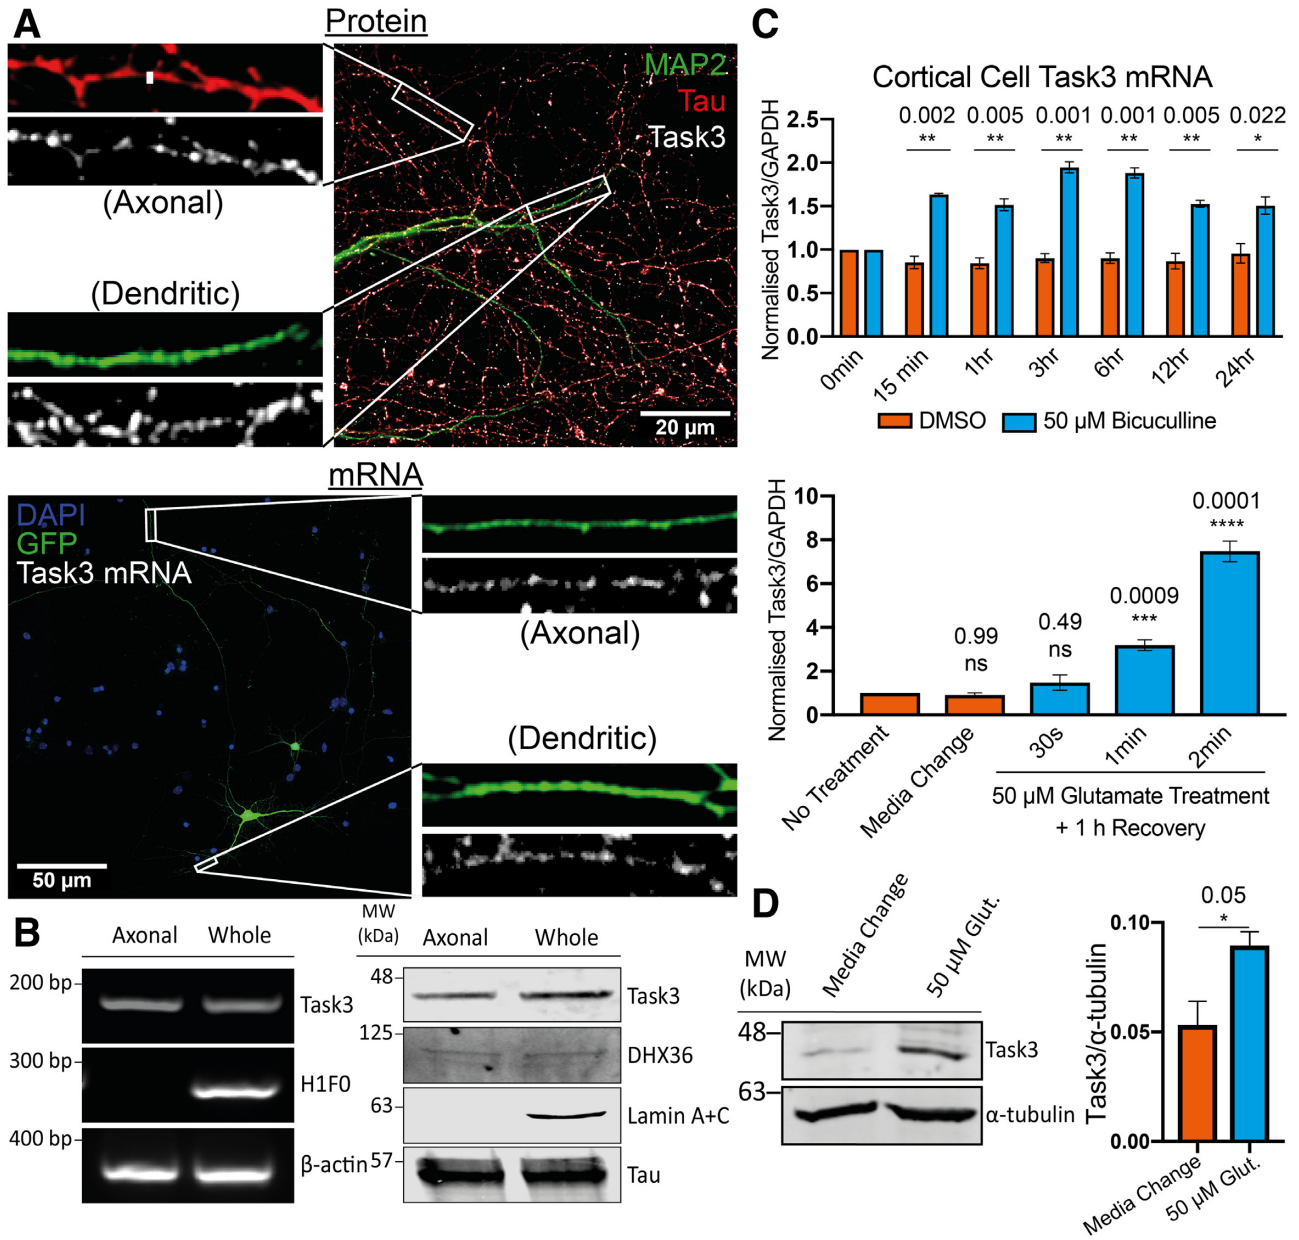 A
Protein
MAP2
Tau
Task3
(Axonal)
(Dendritic)
20 µm
mRNA
DAPI
GFP
Task3 mRNA
(Axonal)
(Dendritic)
50 µm
B
Axonal Whole
200 bp
Task3
300 bp
H1F0
400 bp
β-actin
MW
(kDa)
Axonal Whole
48
Task3
125
DHX36
63
Lamin A+C
57
Tau
C
Cortical Cell Task3 mRNA
Normalised Task3/GAPDH
0.002 0.005 0.001 0.001 0.005 0.022
** ** ** ** ** *
2.5
2.0
1.5
1.0
0.5
0.0
0min 15 min 1hr 3hr 6hr 12hr 24hr
DMSO 50 µM Bicuculline
Normalised Task3/GAPDH
10
8
6
4
2
0
0.99
ns
0.49
ns
0.0009
***
0.0001
****
No Treatment Media Change 30s 1min 2min
50 µM Glutamate Treatment
+ 1 h Recovery
D
MW
(kDa)
Media Change 50 µM Glut.
48
Task3
63
α-tubulin
Task3/α-tubulin
0.05
*
0.10
0.05
0.00
Media Change
50 µM Glut.